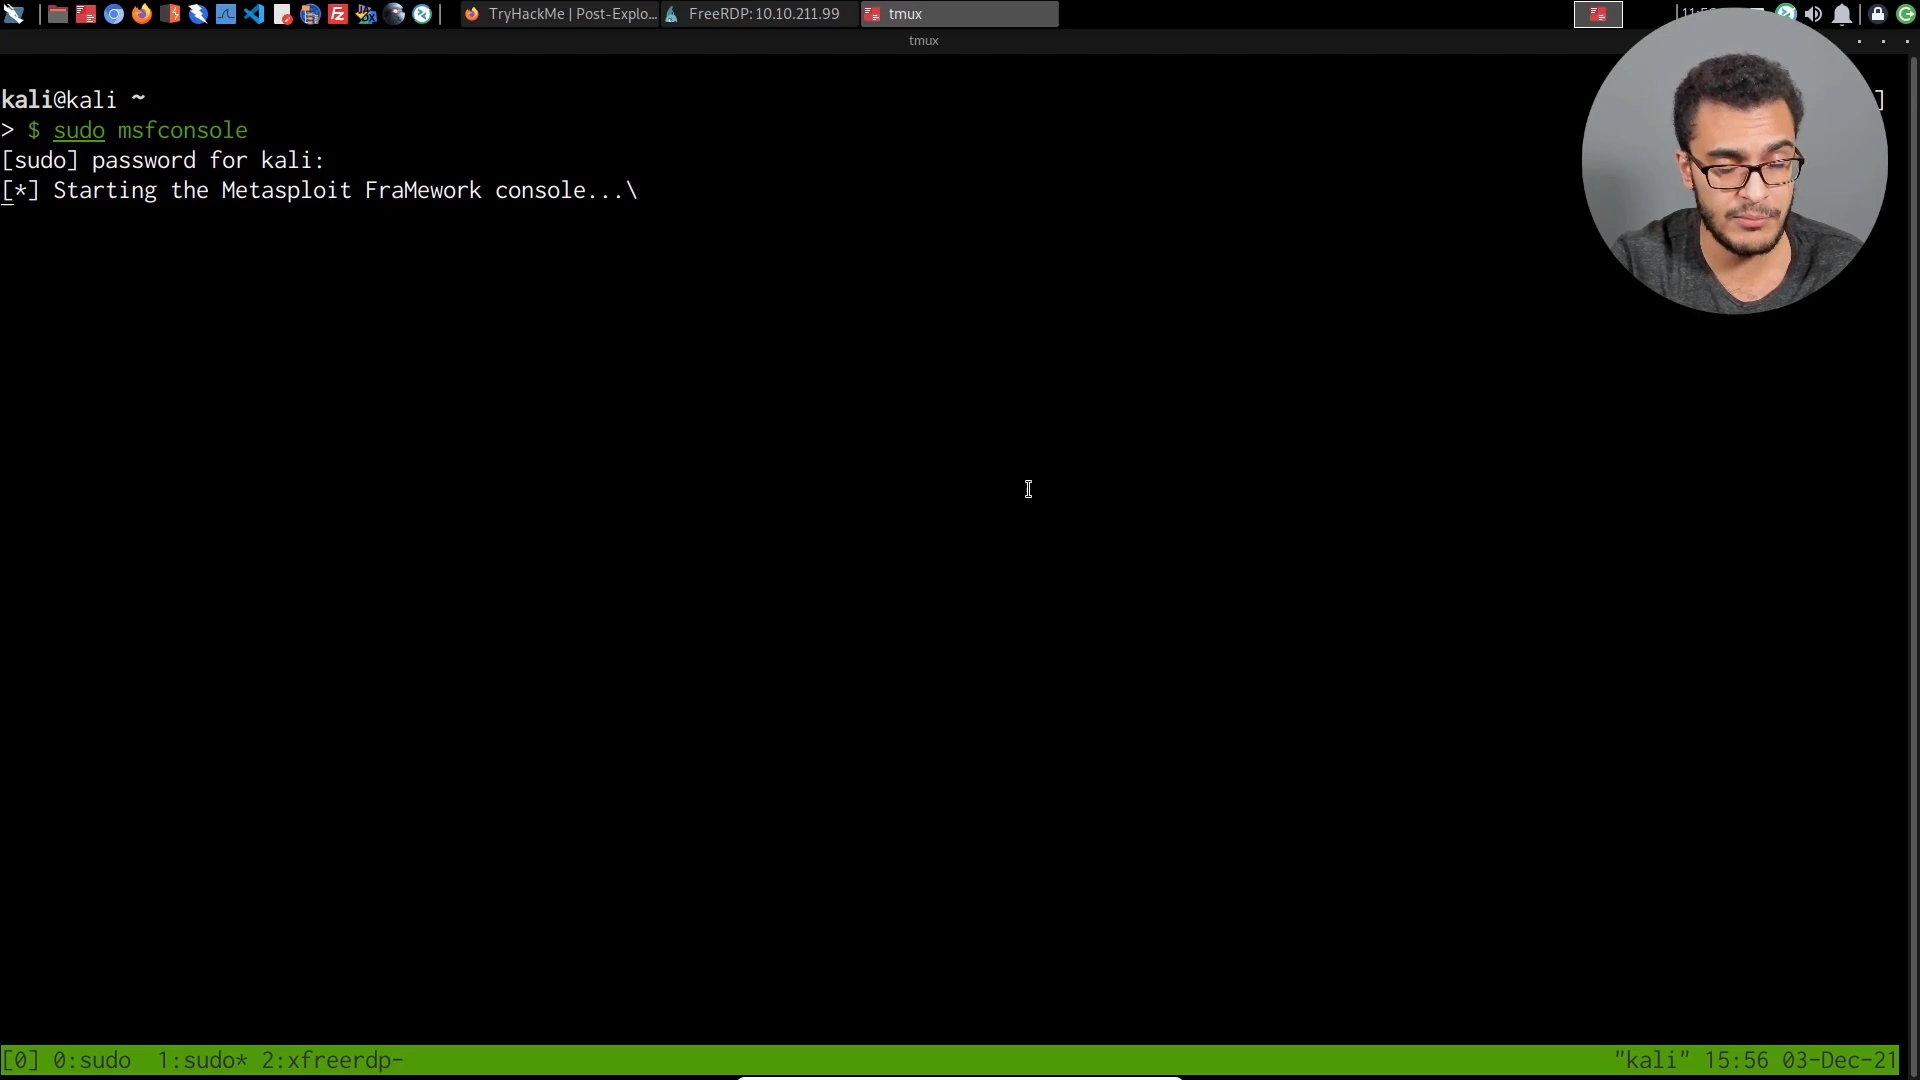 TryHackMe | Post-Explo...
FreeRDP: 10.10.211.99
tmux
tmux
kali@kali ~
]
> $ sudo msfconsole
[sudo] password for kali:
[*] Starting the Metasploit FraMework console...\
[0] 0:sudo  1:sudo* 2:xfreerdp-
"kali" 15:56 03-Dec-21